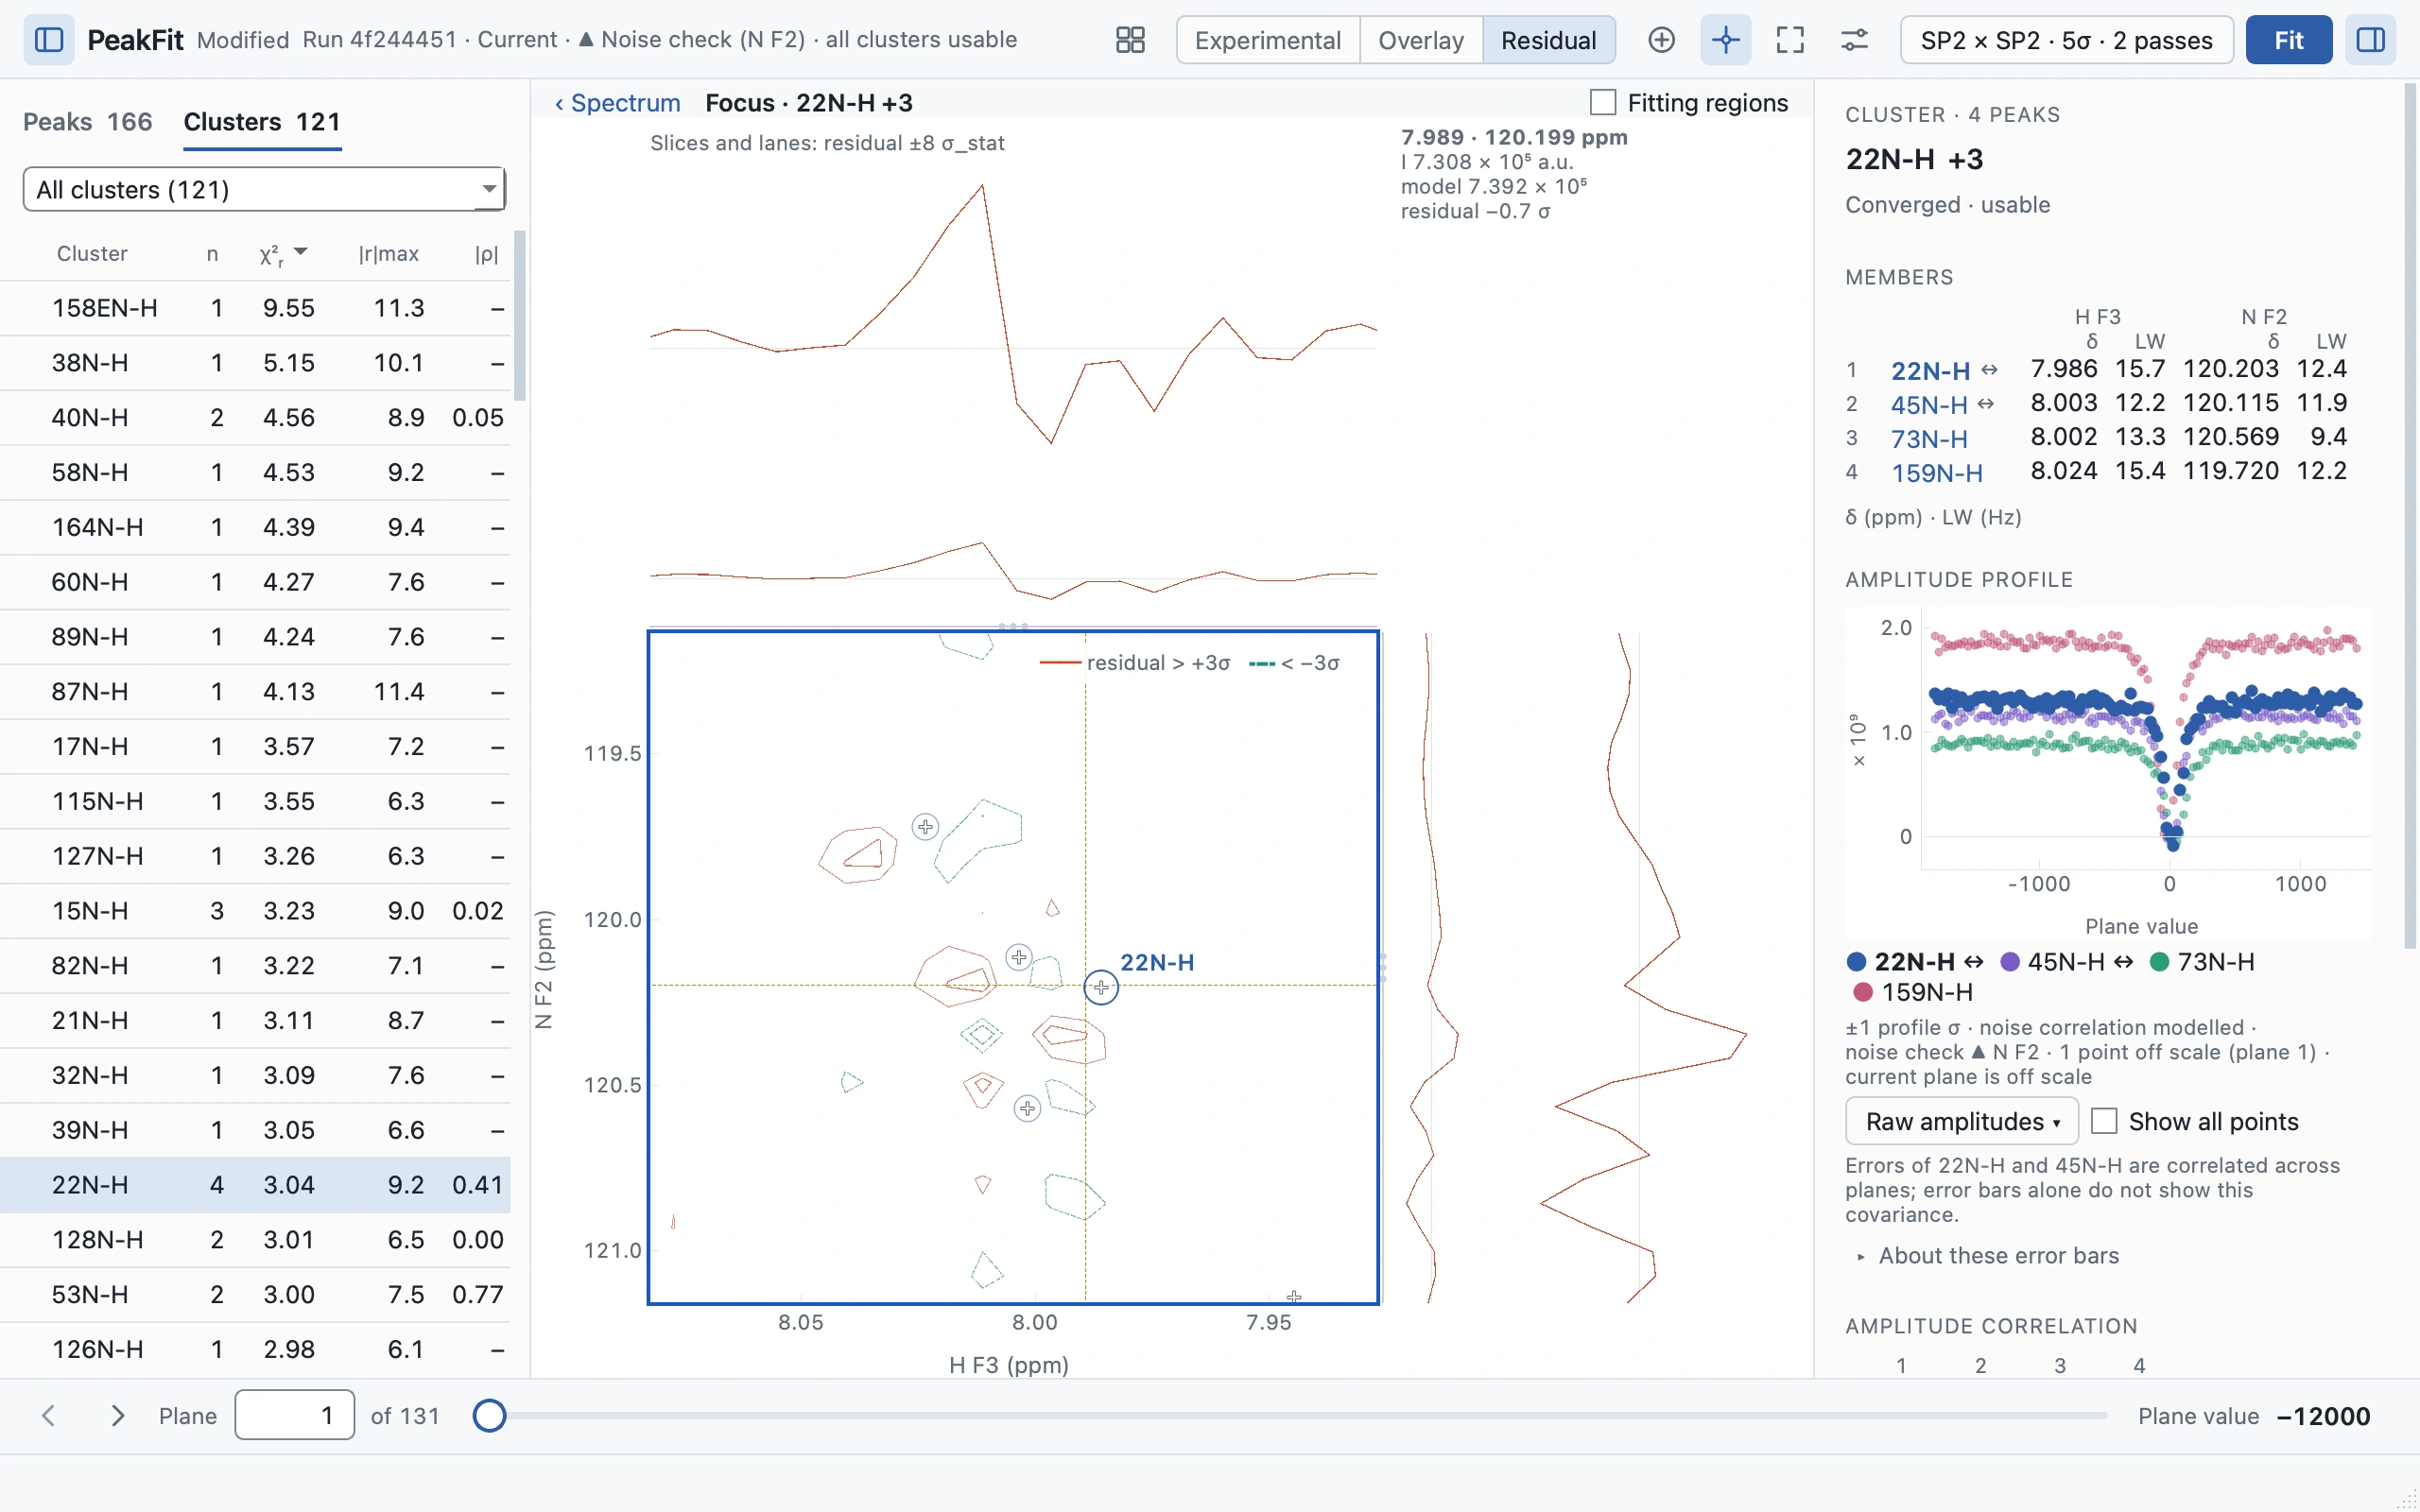 PeakFit Modified Run 4f244451 · Current · ▲ Noise check (N F2) · all clusters usable
Experimental Overlay Residual
SP2 × SP2 · 5σ · 2 passes
Fit
Peaks 166 Clusters 121
All clusters (121)
Cluster n χ²r |r|max |ρ|
158EN-H 1 9.55 11.3 –
38N-H 1 5.15 10.1 –
40N-H 2 4.56 8.9 0.05
58N-H 1 4.53 9.2 –
164N-H 1 4.39 9.4 –
60N-H 1 4.27 7.6 –
89N-H 1 4.24 7.6 –
87N-H 1 4.13 11.4 –
17N-H 1 3.57 7.2 –
115N-H 1 3.55 6.3 –
127N-H 1 3.26 6.3 –
15N-H 3 3.23 9.0 0.02
82N-H 1 3.22 7.1 –
21N-H 1 3.11 8.7 –
32N-H 1 3.09 7.6 –
39N-H 1 3.05 6.6 –
22N-H 4 3.04 9.2 0.41
128N-H 2 3.01 6.5 0.00
53N-H 2 3.00 7.5 0.77
126N-H 1 2.98 6.1 –
‹ Spectrum Focus · 22N-H +3
Fitting regions
Slices and lanes: residual ±8 σ_stat
7.989 · 120.199 ppm
I 7.308 × 10⁵ a.u.
model 7.392 × 10⁵
residual −0.7 σ
residual > +3σ < −3σ
119.5
120.0
22N-H
120.5
121.0
N F2 (ppm)
8.05 8.00 7.95
H F3 (ppm)
CLUSTER · 4 PEAKS
22N-H +3
Converged · usable
MEMBERS
H F3 N F2
δ LW δ LW
1 22N-H ↔ 7.986 15.7 120.203 12.4
2 45N-H ↔ 8.003 12.2 120.115 11.9
3 73N-H 8.002 13.3 120.569 9.4
4 159N-H 8.024 15.4 119.720 12.2
δ (ppm) · LW (Hz)
AMPLITUDE PROFILE
2.0
1.0
0
× 10⁹
-1000 0 1000
Plane value
22N-H ↔ 45N-H ↔ 73N-H
159N-H
±1 profile σ · noise correlation modelled ·
noise check ▲ N F2 · 1 point off scale (plane 1) ·
current plane is off scale
Raw amplitudes ▾ Show all points
Errors of 22N-H and 45N-H are correlated across
planes; error bars alone do not show this
covariance.
▸ About these error bars
AMPLITUDE CORRELATION
1 2 3 4
Plane 1 of 131
Plane value −12000